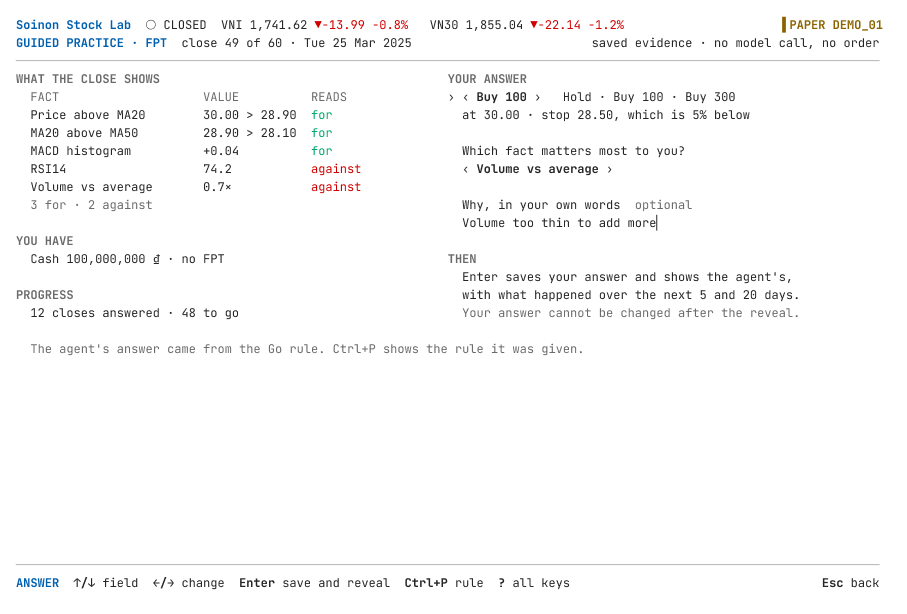 Soinon Stock Lab ○ CLOSED VNI 1,741.62 ▼-13.99 -0.8% VN30 1,855.04 ▼-22.14 -1.2% PAPER DEMO_01
GUIDED PRACTICE · FPT close 49 of 60 · Tue 25 Mar 2025 saved evidence · no model call, no order
WHAT THE CLOSE SHOWS
FACT VALUE READS
Price above MA20 30.00 > 28.90 for
MA20 above MA50 28.90 > 28.10 for
MACD histogram +0.04 for
RSI14 74.2 against
Volume vs average 0.7× against
3 for · 2 against
YOU HAVE
Cash 100,000,000 ₫ · no FPT
PROGRESS
12 closes answered · 48 to go
YOUR ANSWER
› ‹ Buy 100 › Hold · Buy 100 · Buy 300
at 30.00 · stop 28.50, which is 5% below
Which fact matters most to you?
‹ Volume vs average ›
Why, in your own words optional
Volume too thin to add more
THEN
Enter saves your answer and shows the agent's,
with what happened over the next 5 and 20 days.
Your answer cannot be changed after the reveal.
The agent's answer came from the Go rule. Ctrl+P shows the rule it was given.
ANSWER ↑/↓ field ←/→ change Enter save and reveal Ctrl+P rule ? all keys Esc back